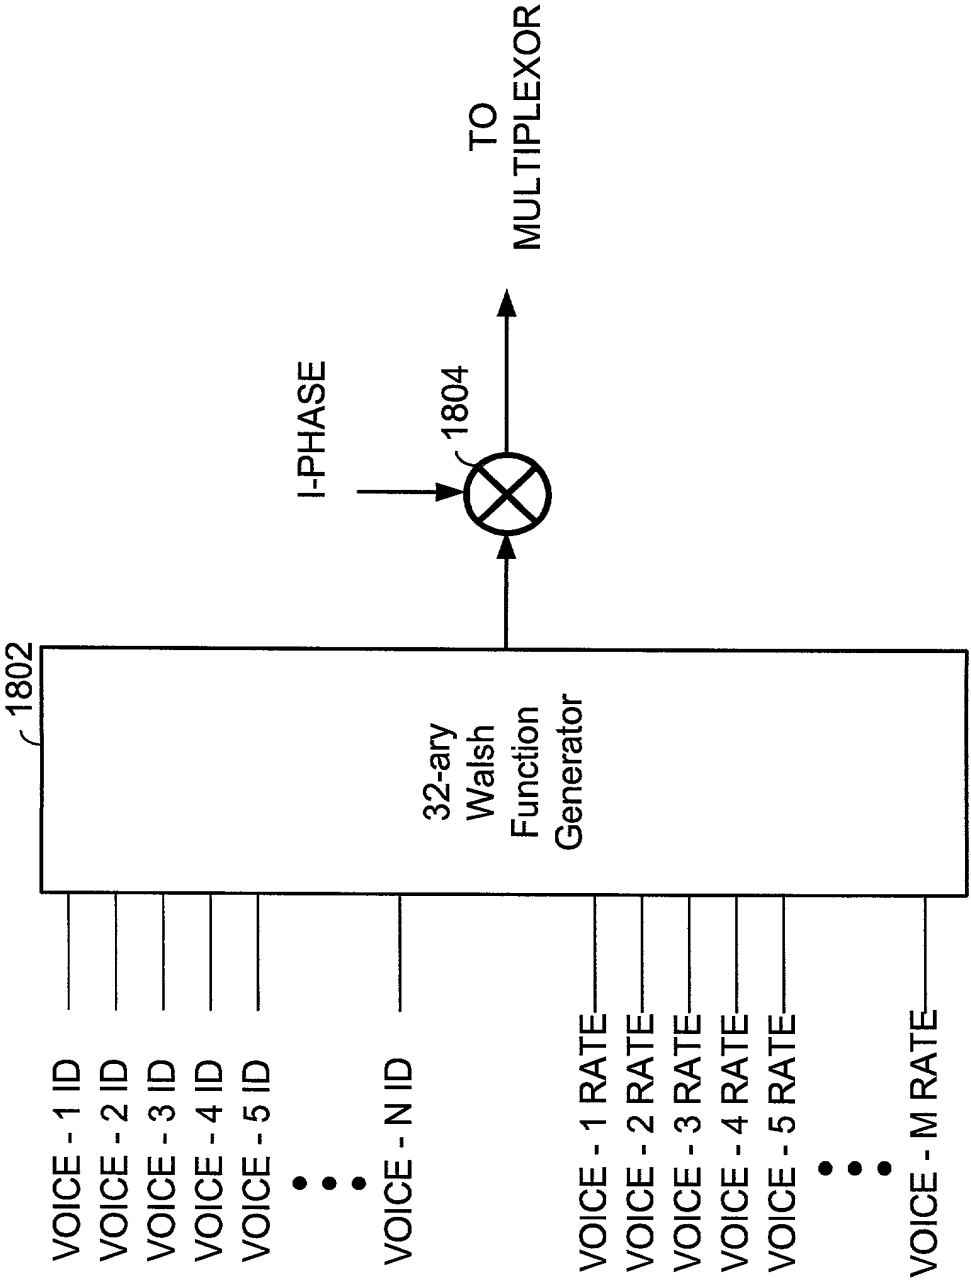 VOICE - 1 ID
VOICE - 2 ID
VOICE - 3 ID
VOICE - 4 ID
VOICE - 5 ID
VOICE - N ID
VOICE - 1 RATE
VOICE - 2 RATE
VOICE - 3 RATE
VOICE - 4 RATE
VOICE - 5 RATE
VOICE - M RATE
1802
32-ary
Walsh
Function
Generator
I-PHASE
1804
TO
MULTIPLEXOR